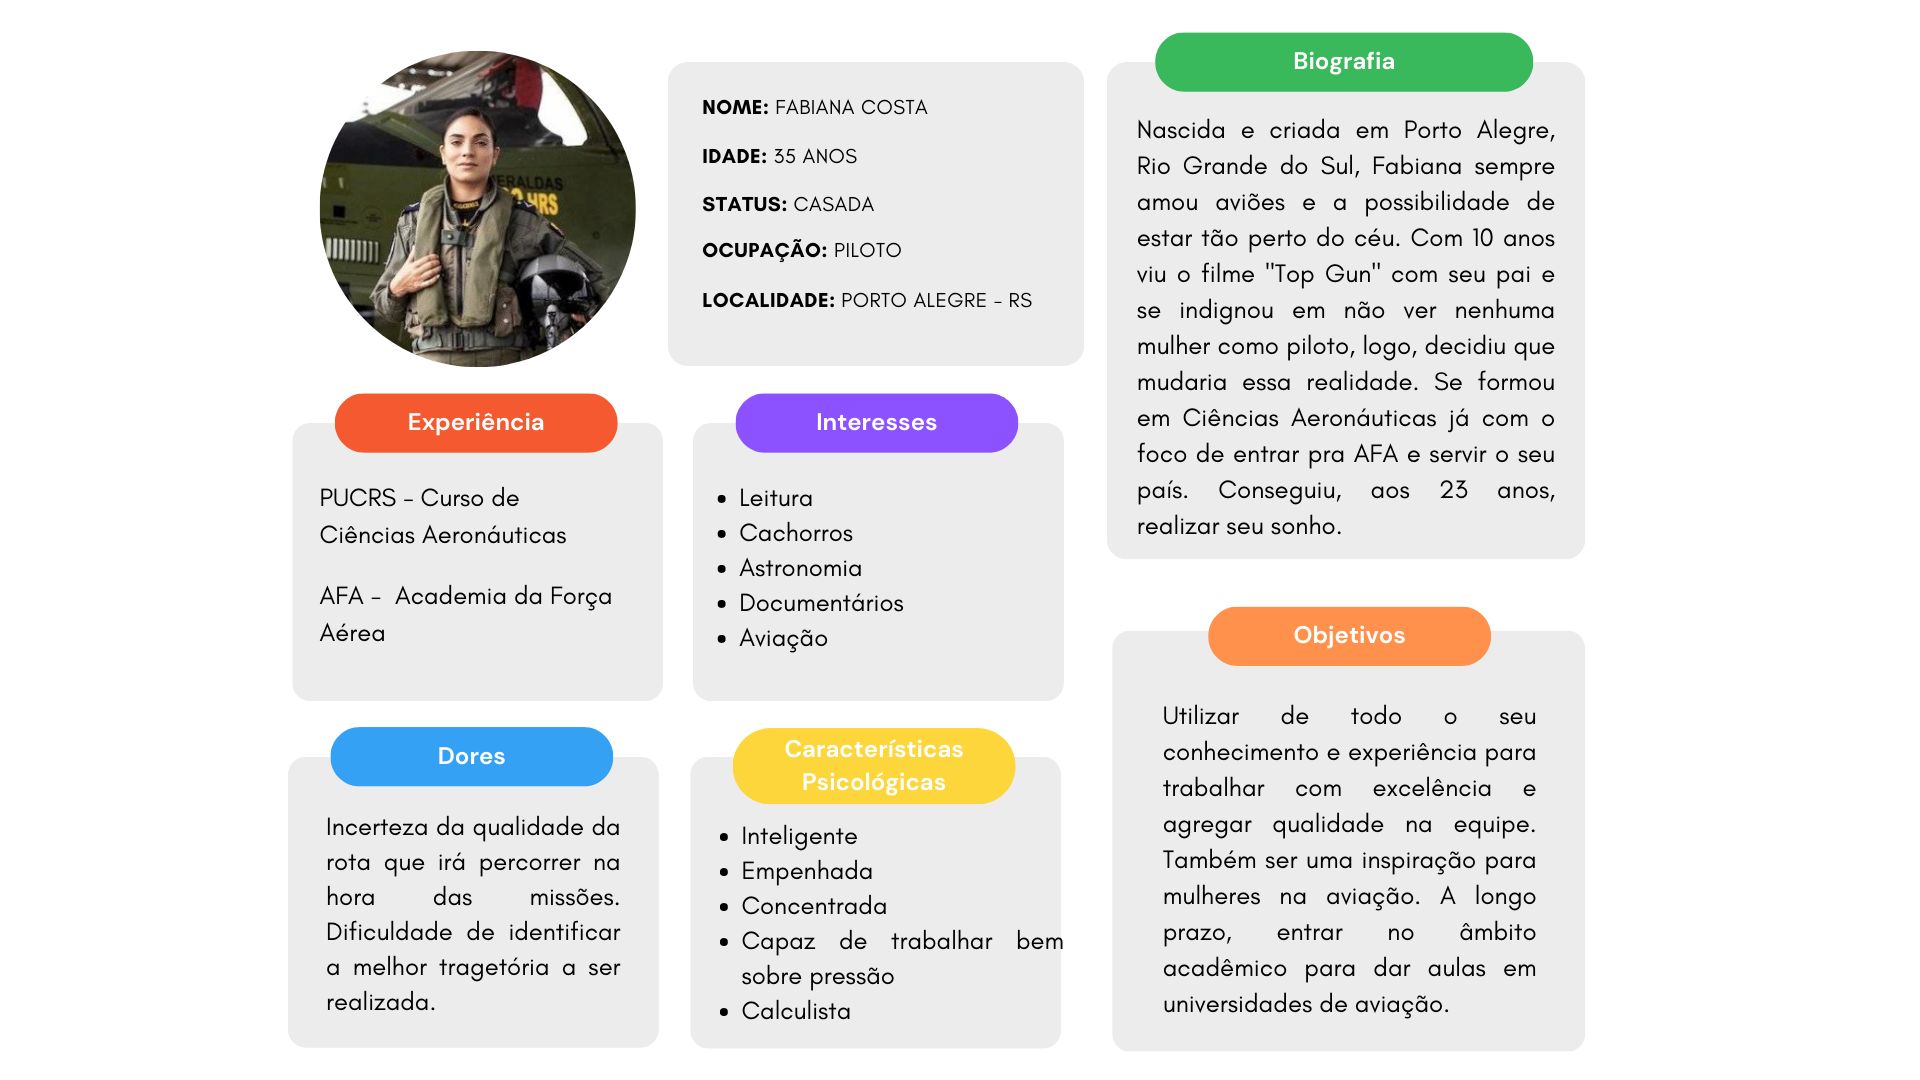 ERALDAS
HRS
NOME: FABIANA COSTA
IDADE: 35 ANOS
STATUS: CASADA
OCUPAÇÃO: PILOTO
LOCALIDADE: PORTO ALEGRE - RS
Biografia
Nascida e criada em Porto Alegre,
Rio Grande do Sul, Fabiana sempre
amou aviões e a possibilidade de
estar tão perto do céu. Com 10 anos
viu o filme "Top Gun" com seu pai e
se indignou em não ver nenhuma
mulher como piloto, logo, decidiu que
mudaria essa realidade. Se formou
em Ciências Aeronáuticas já com o
foco de entrar pra AFA e servir o seu
país. Conseguiu, aos 23 anos,
realizar seu sonho.
Experiência
PUCRS - Curso de
Ciências Aeronáuticas
AFA - Academia da Força
Aérea
Interesses
• Leitura
• Cachorros
• Astronomia
• Documentários
• Aviação
Dores
Incerteza da qualidade da
rota que irá percorrer na
hora das missões.
Dificuldade de identificar
a melhor tragetória a ser
realizada.
Características
Psicológicas
• Inteligente
• Empenhada
• Concentrada
• Capaz de trabalhar bem
sobre pressão
• Calculista
Objetivos
Utilizar de todo o seu
conhecimento e experiência para
trabalhar com excelência e
agregar qualidade na equipe.
Também ser uma inspiração para
mulheres na aviação. A longo
prazo, entrar no âmbito
acadêmico para dar aulas em
universidades de aviação.